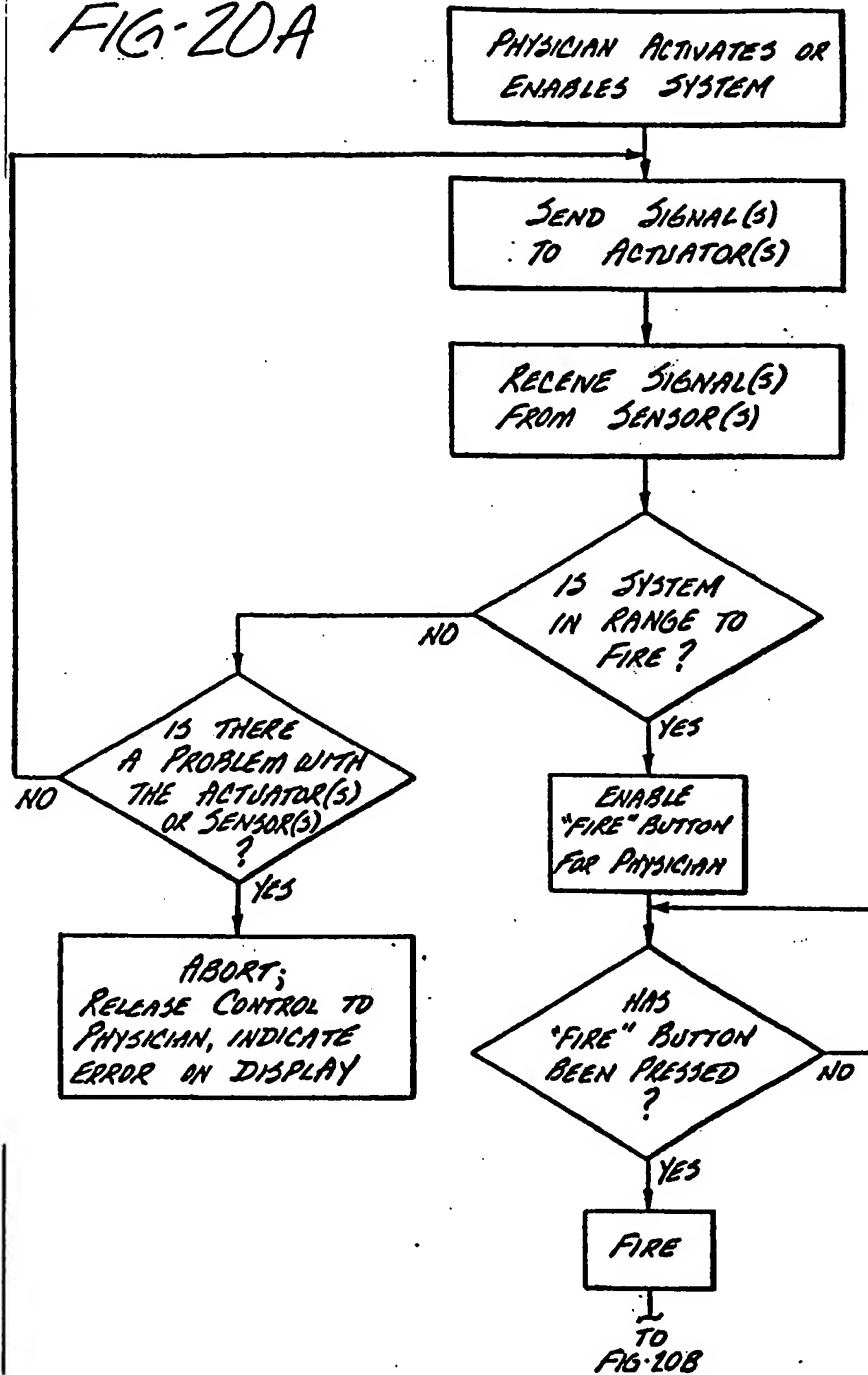 FIG-20A
PHYSICIAN ACTIVATES OR
ENABLES SYSTEM
SEND SIGNAL(S)
TO ACTUATOR(S)
RECEIVE SIGNAL(S)
FROM SENSOR(S)
IS SYSTEM
IN RANGE TO
FIRE?
NO
YES
IS THERE
A PROBLEM WITH
THE ACTUATOR(S)
OR SENSOR(S)
?
NO
YES
ENABLE
"FIRE" BUTTON
FOR PHYSICIAN
ABORT;
RELEASE CONTROL TO
PHYSICIAN, INDICATE
ERROR ON DISPLAY
HAS
"FIRE" BUTTON
BEEN PRESSED
?
NO
YES
FIRE
TO
FIG-20B